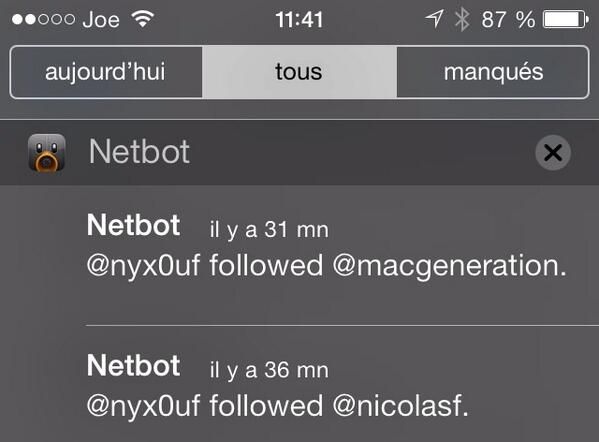 Joe 11:41 87 %
aujourd’hui tous manqués
Netbot
Netbot il y a 31 mn
@nyx0uf followed @macgeneration.
Netbot il y a 36 mn
@nyx0uf followed @nicolasf.